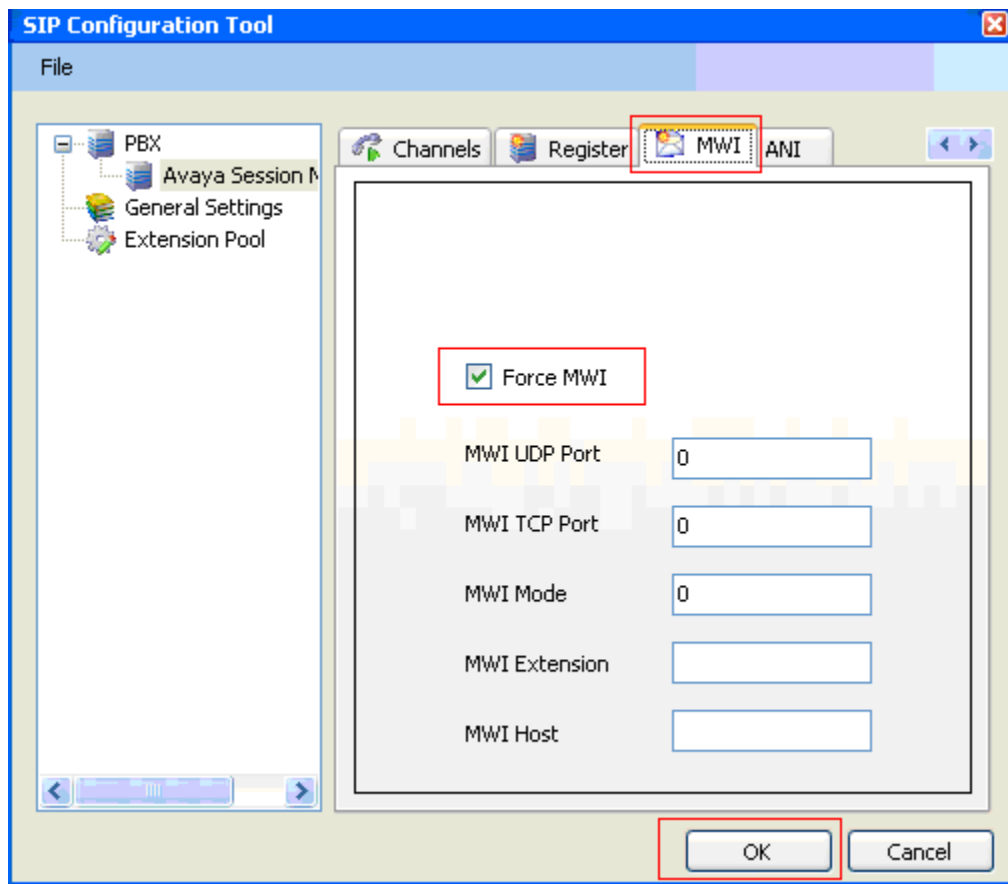 SIP Configuration Tool
File
PBX
Avaya Session
General Settings
Extension Pool
Channels
Register
MWI
ANI
Force MWI
MWI UDP Port
0
MWI TCP Port
0
MWI Mode
0
MWI Extension
MWI Host
OK
Cancel